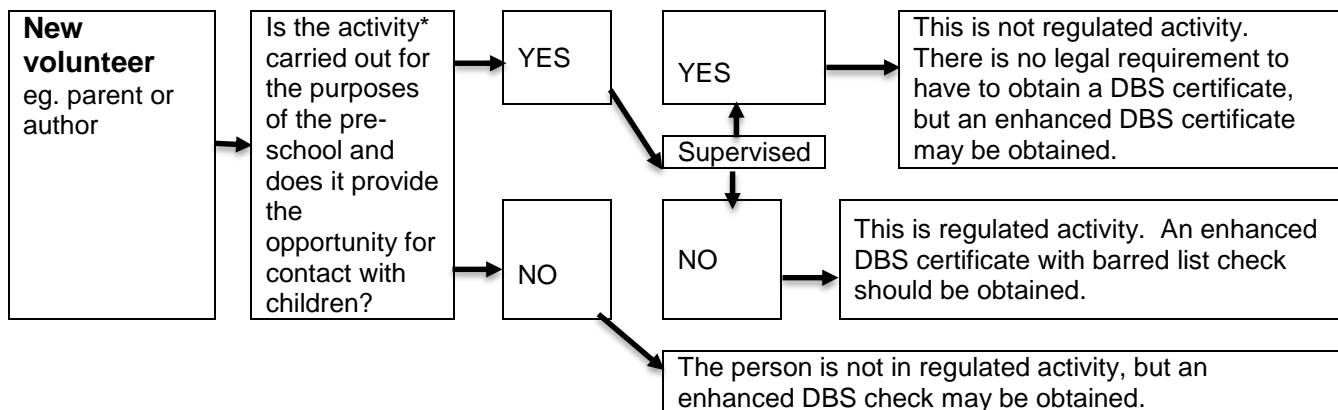 New
volunteer
eg. parent or
author
Is the activity*
carried out for
the purposes
of the pre-
school and
does it provide
the
opportunity for
contact with
children?
YES
NO
YES
Supervised
NO
This is not regulated activity.
There is no legal requirement to
have to obtain a DBS certificate,
but an enhanced DBS certificate
may be obtained.
This is regulated activity.  An enhanced
DBS certificate with barred list check
should be obtained.
The person is not in regulated activity, but an
enhanced DBS check may be obtained.